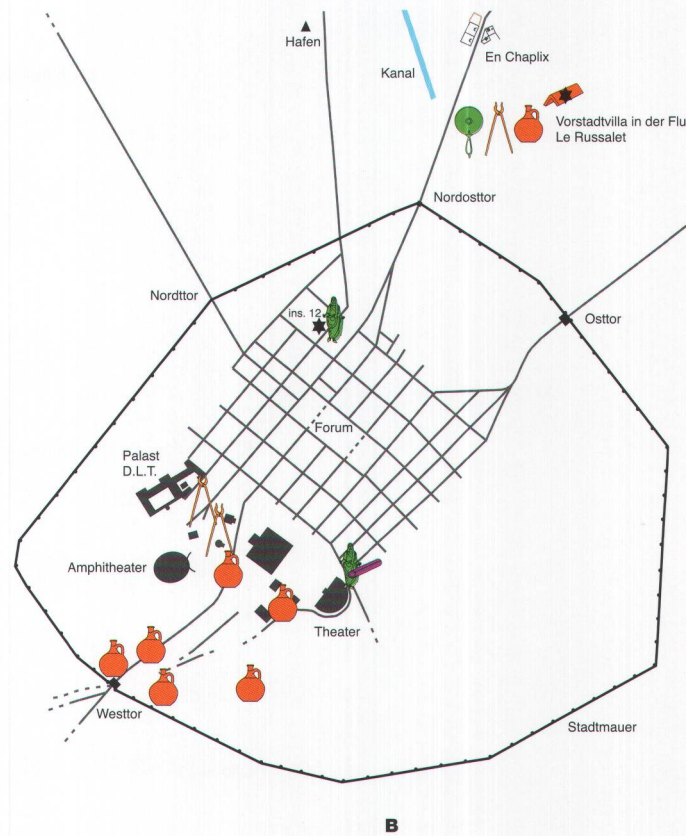 Hafen
Kanal
En Chaplix
Vorstadtvilla in der Flu
Le Russalet
Nordosttor
Nordttor
ins. 12
Osttor
Forum
Palast
D.L.T.
Amphitheater
Theater
Westtor
Stadtmauer
B